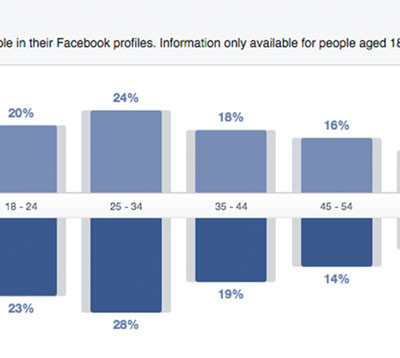 ple in their Facebook profiles. Information only available for people aged 18
20% 24% 18% 16%
18 - 24 25 - 34 35 - 44 45 - 54
23% 28% 19% 14%